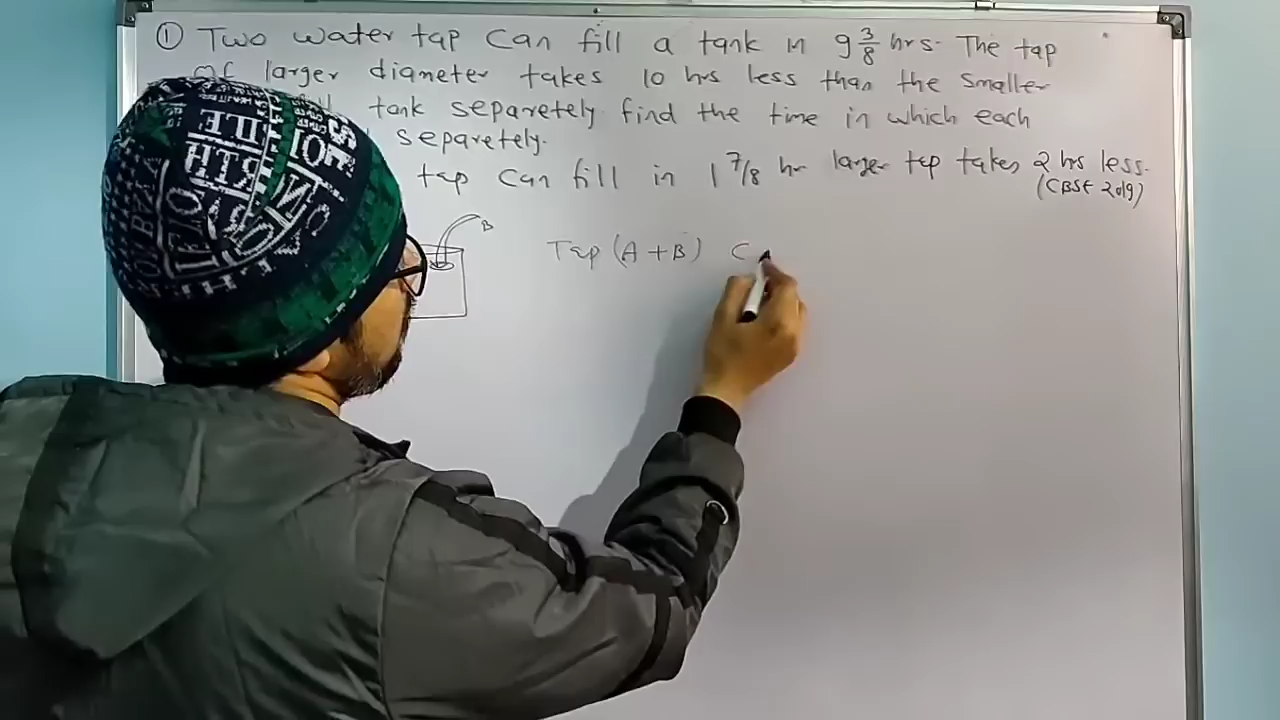 ① Two water tap can fill a tank in 9 3/8 hrs. The tap
of larger diameter takes 10 hrs less than the smaller
tank separetely find the time in which each
separetely.
tap can fill in 1 7/8 hr larger tap takes 2 hrs less.
(CBSE 2019)
B
Tap (A+B) C